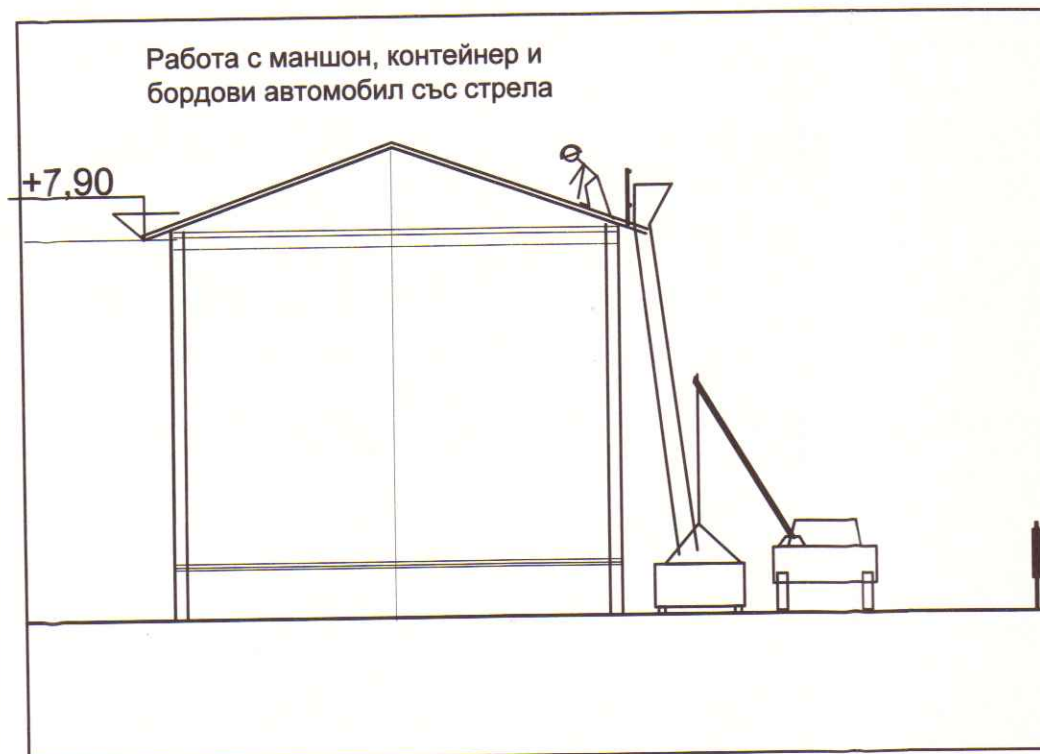 Работа с маншон, контейнер и
бордови автомобил със стрела
+7,90